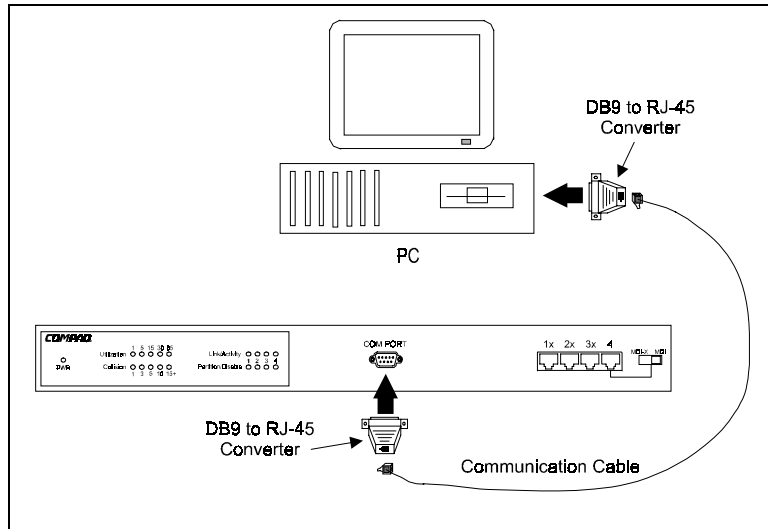 DB9 to RJ-45
Converter
PC
COMPAQ
PWR
Utilization
1 5 15 30 65
Collision
1 3 5 10 15+
Link/Activity
1 2 3 4
Partition/Disable
COM PORT
1x 2x 3x 4
MDI-X MDI
DB9 to RJ-45
Converter
Communication Cable